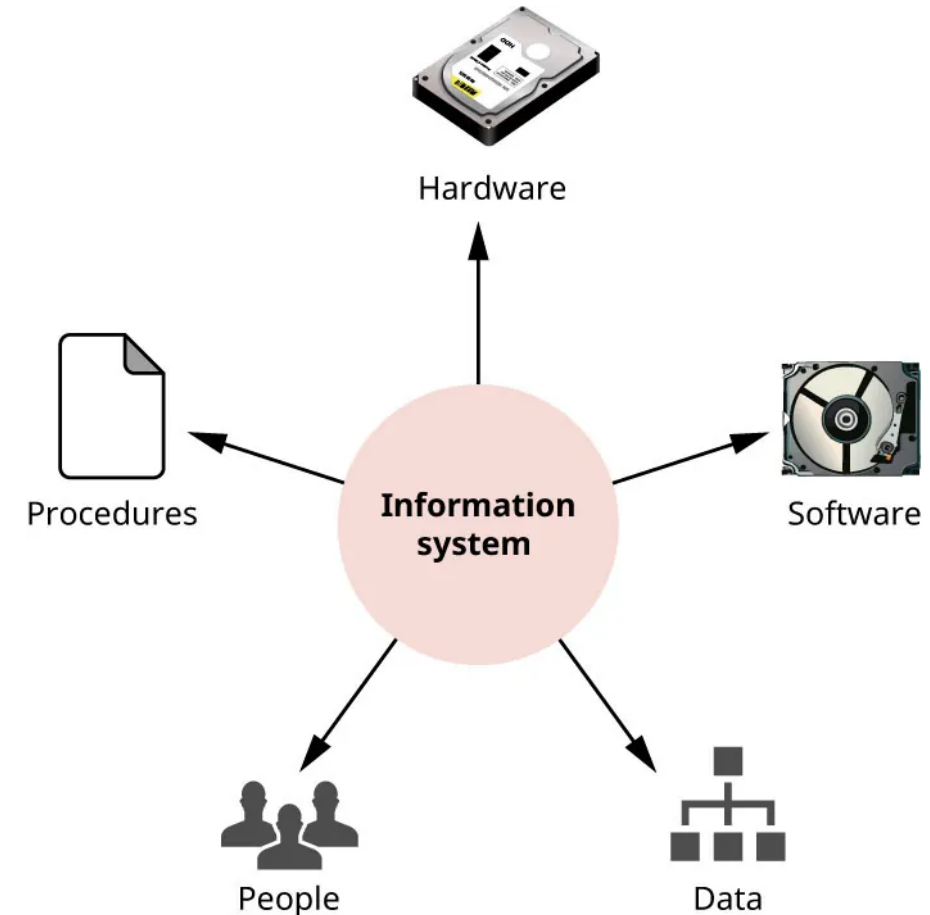 Hardware
Procedures
Information
system
Software
People
Data